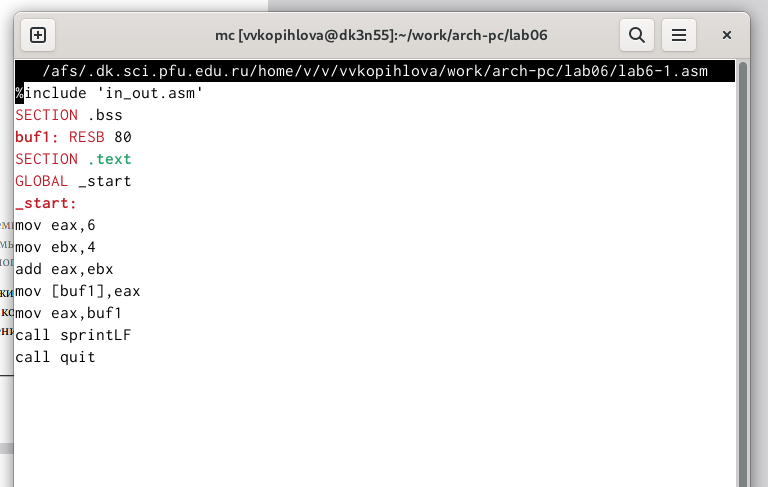 mc [vvkopihlova@dk3n55]:~/work/arch-pc/lab06
/afs/.dk.sci.pfu.edu.ru/home/v/v/vvkopihlova/work/arch-pc/lab06/lab6-1.asm
%include 'in_out.asm'
SECTION .bss
buf1: RESB 80
SECTION .text
GLOBAL _start
_start:
mov eax,6
mov ebx,4
add eax,ebx
mov [buf1],eax
mov eax,buf1
call sprintLF
call quit